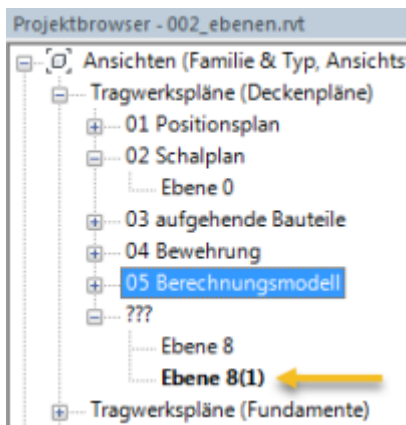 Projektbrowser - 002_ebenen.rvt
Ansichten (Familie & Typ, Ansichts
Tragwerkspläne (Deckenpläne)
01 Positionsplan
02 Schalplan
Ebene 0
03 aufgehende Bauteile
04 Bewehrung
05 Berechnungsmodell
???
Ebene 8
Ebene 8(1)
Tragwerkspläne (Fundamente)